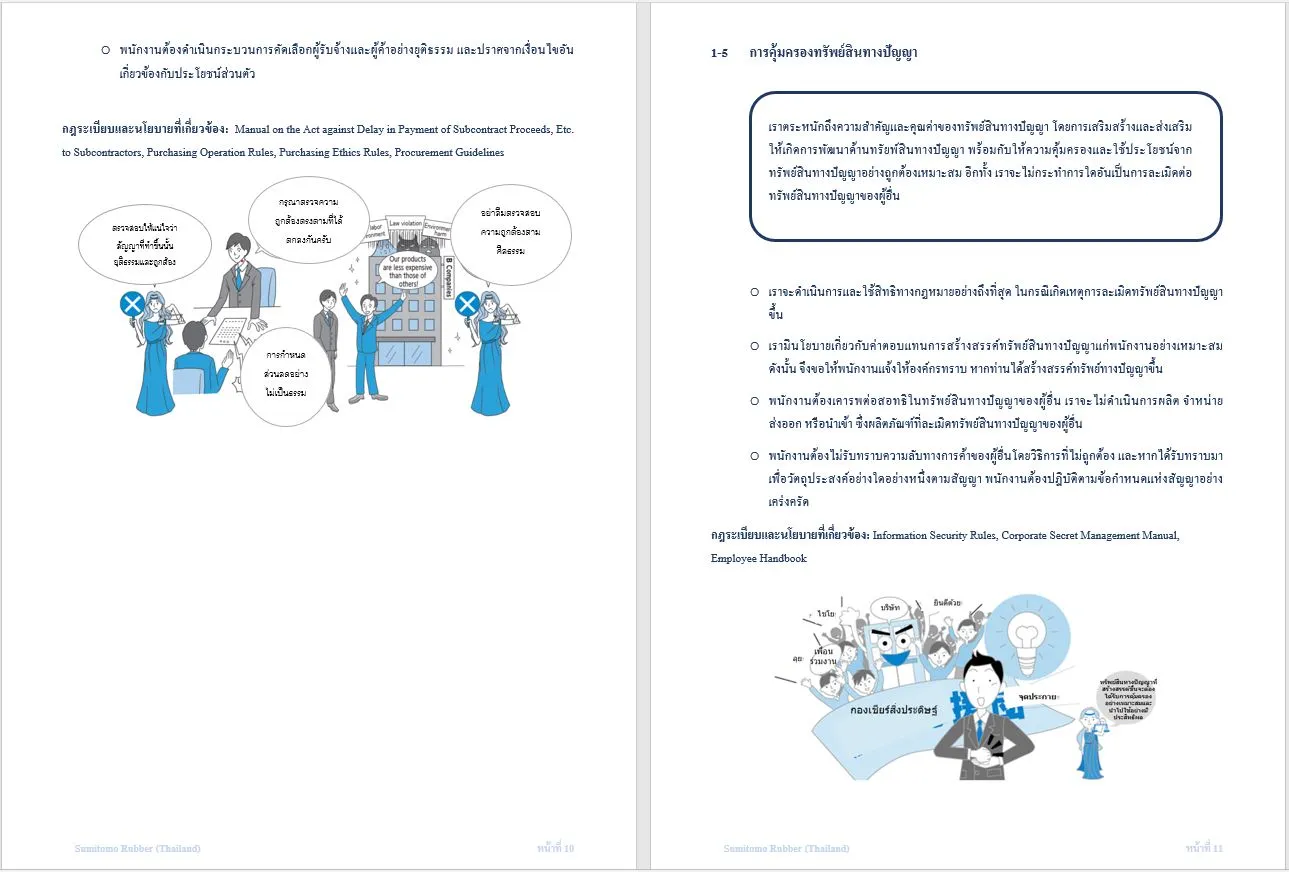 พนักงานต้องดำเนินกระบวนการคัดเลือกผู้รับจ้างและผู้ค้าอย่างยุติธรรม และปราศจากเงื่อนไขอัน
เกี่ยวข้องกับประโยชน์ส่วนตัว
กฎระเบียบและนโยบายที่เกี่ยวข้อง: Manual on the Act against Delay in Payment of Subcontract Proceeds, Etc.
to Subcontractors, Purchasing Operation Rules, Purchasing Ethics Rules, Procurement Guidelines
ตรวจสอบให้แน่ใจว่า
สัญญาที่ทำขึ้นนั้น
ยุติธรรมและถูกต้อง
กรุณาตรวจความ
ถูกต้องตรงตามที่ได้
ตกลงกันครับ
Law violation
Our products
are less expensive
than those of
others!
B Companies
อย่าลืมตรวจสอบ
ความถูกต้องตาม
ศีลธรรม
การกำหนด
ส่วนลดอย่าง
ไม่เป็นธรรม
Sumitomo Rubber (Thailand)
หน้าที่ 10
1-5 การคุ้มครองทรัพย์สินทางปัญญา
เราตระหนักถึงความสำคัญและคุณค่าของทรัพย์สินทางปัญญา โดยการเสริมสร้างและส่งเสริม
ให้เกิดการพัฒนาด้านทรัยพ์สินทางปัญญา พร้อมกับให้ความคุ้มครองและใช้ประโยชน์จาก
ทรัพย์สินทางปัญญาอย่างถูกต้องเหมาะสม อีกทั้ง เราจะไม่กระทำการใดอันเป็นการละเมิดต่อ
ทรัพย์สินทางปัญญาของผู้อื่น
เราจะดำเนินการและใช้สิทธิทางกฎหมายอย่างถึงที่สุด ในกรณีเกิดเหตุการละเมิดทรัพย์สินทางปัญญา
ขึ้น
เรามีนโยบายเกี่ยวกับค่าตอบแทนการสร้างสรรค์ทรัพย์สินทางปัญญาแก่พนักงานอย่างเหมาะสม
ดังนั้น จึงขอให้พนักงานแจ้งให้องค์กรทราบ หากท่านได้สร้างสรรค์ทรัพย์ทางปัญญาขึ้น
พนักงานต้องเคารพต่อสอทธิในทรัพย์สินทางปัญญาของผู้อื่น เราจะไม่ดำเนินการผลิต จำหน่าย
ส่งออก หรือนำเข้า ซึ่งผลิตภัณฑ์ที่ละเมิดทรัพย์สินทางปัญญาของผู้อื่น
พนักงานต้องไม่รับทราบความลับทางการค้าของผู้อื่นโดยวิธีการที่ไม่ถูกต้อง และหากได้รับทราบมา
เพื่อวัตถุประสงค์อย่างใดอย่างหนึ่งตามสัญญา พนักงานต้องปฎิบัติตามข้อกำหนดแห่งสัญญาอย่าง
เคร่งครัด
กฎระเบียบและนโยบายที่เกี่ยวข้อง: Information Security Rules, Corporate Secret Management Manual,
Employee Handbook
ไชโย!
บริษัท
ยินดีด้วย!
เพื่อน
ร่วมงาน
กองเชียร์สิ่งประดิษฐ์
จุดประกาย!
ทรัพย์สินทางปัญญาที่
สร้างสรรค์ขึ้นจะต้อง
ได้รับการคุ้มครอง
อย่างเหมาะสมและ
นำไปใช้อย่างมี
ประสิทธิผล
Sumitomo Rubber (Thailand)
หน้าที่ 11